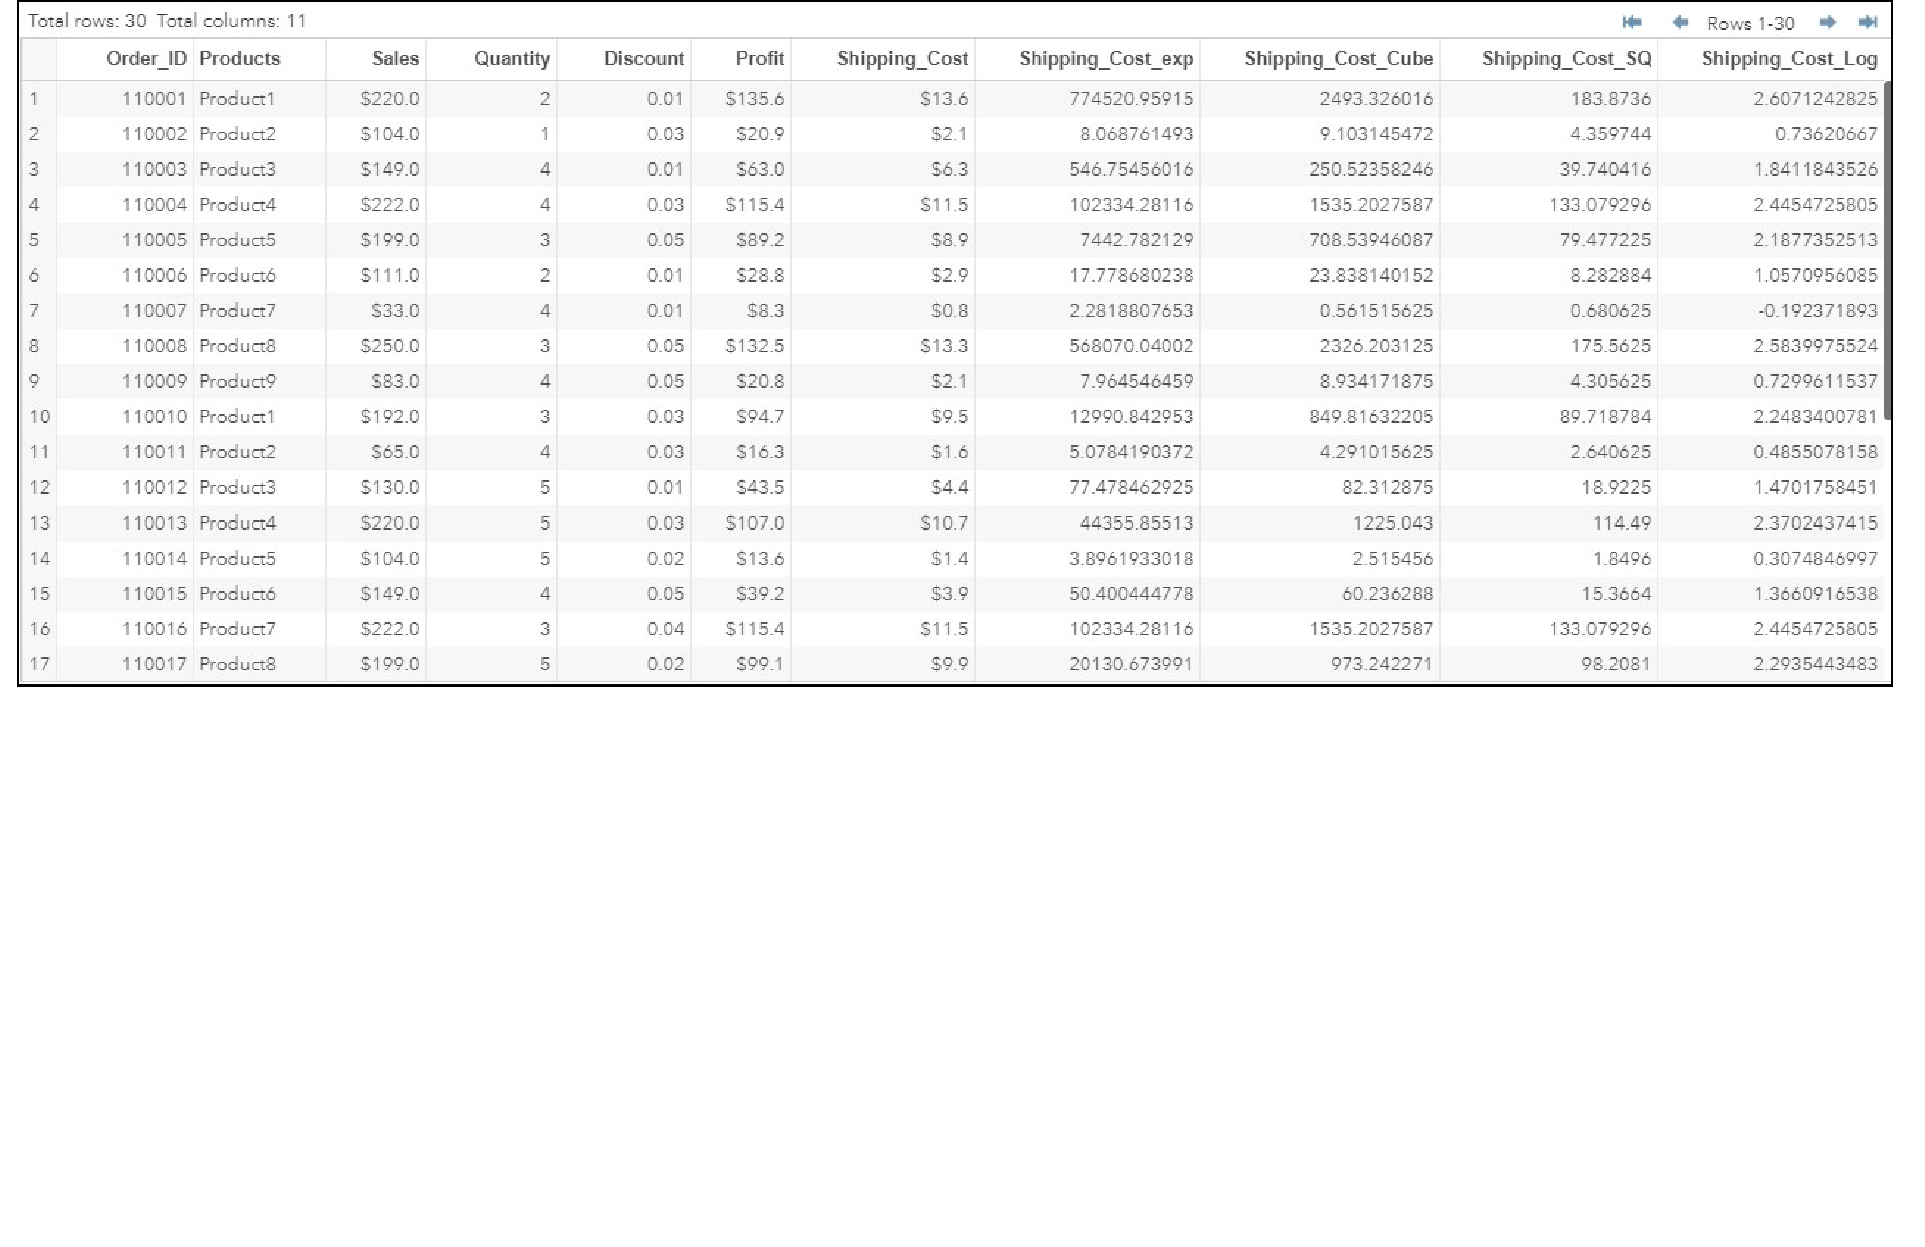 Total rows: 30 Total columns: 11 Rows 1-30
Order_ID Products Sales Quantity Discount Profit Shipping_Cost Shipping_Cost_exp Shipping_Cost_Cube Shipping_Cost_SQ Shipping_Cost_Log
1 110001 Product1 $220.0 2 0.01 $135.6 $13.6 774520.95915 2493.326016 183.8736 2.6071242825
2 110002 Product2 $104.0 1 0.03 $20.9 $2.1 8.068761493 9.103145472 4.359744 0.73620667
3 110003 Product3 $149.0 4 0.01 $63.0 $6.3 546.75456016 250.52358246 39.740416 1.8411843526
4 110004 Product4 $222.0 4 0.03 $115.4 $11.5 102334.28116 1535.2027587 133.079296 2.4454725805
5 110005 Product5 $199.0 3 0.05 $89.2 $8.9 7442.782129 708.53946087 79.477225 2.1877352513
6 110006 Product6 $111.0 2 0.01 $28.8 $2.9 17.778680238 23.838140152 8.282884 1.0570956085
7 110007 Product7 $33.0 4 0.01 $8.3 $0.8 2.2818807653 0.561515625 0.680625 -0.192371893
8 110008 Product8 $250.0 3 0.05 $132.5 $13.3 568070.04002 2326.203125 175.5625 2.5839975524
9 110009 Product9 $83.0 4 0.05 $20.8 $2.1 7.964546459 8.934171875 4.305625 0.7299611537
10 110010 Product1 $192.0 3 0.03 $94.7 $9.5 12990.842953 849.81632205 89.718784 2.2483400781
11 110011 Product2 $65.0 4 0.03 $16.3 $1.6 5.0784190372 4.291015625 2.640625 0.4855078158
12 110012 Product3 $130.0 5 0.01 $43.5 $4.4 77.478462925 82.312875 18.9225 1.4701758451
13 110013 Product4 $220.0 5 0.03 $107.0 $10.7 44355.85513 1225.043 114.49 2.3702437415
14 110014 Product5 $104.0 5 0.02 $13.6 $1.4 3.8961933018 2.515456 1.8496 0.3074846997
15 110015 Product6 $149.0 4 0.05 $39.2 $3.9 50.400444778 60.236288 15.3664 1.3660916538
16 110016 Product7 $222.0 3 0.04 $115.4 $11.5 102334.28116 1535.2027587 133.079296 2.4454725805
17 110017 Product8 $199.0 5 0.02 $99.1 $9.9 20130.673991 973.242271 98.2081 2.2935443483